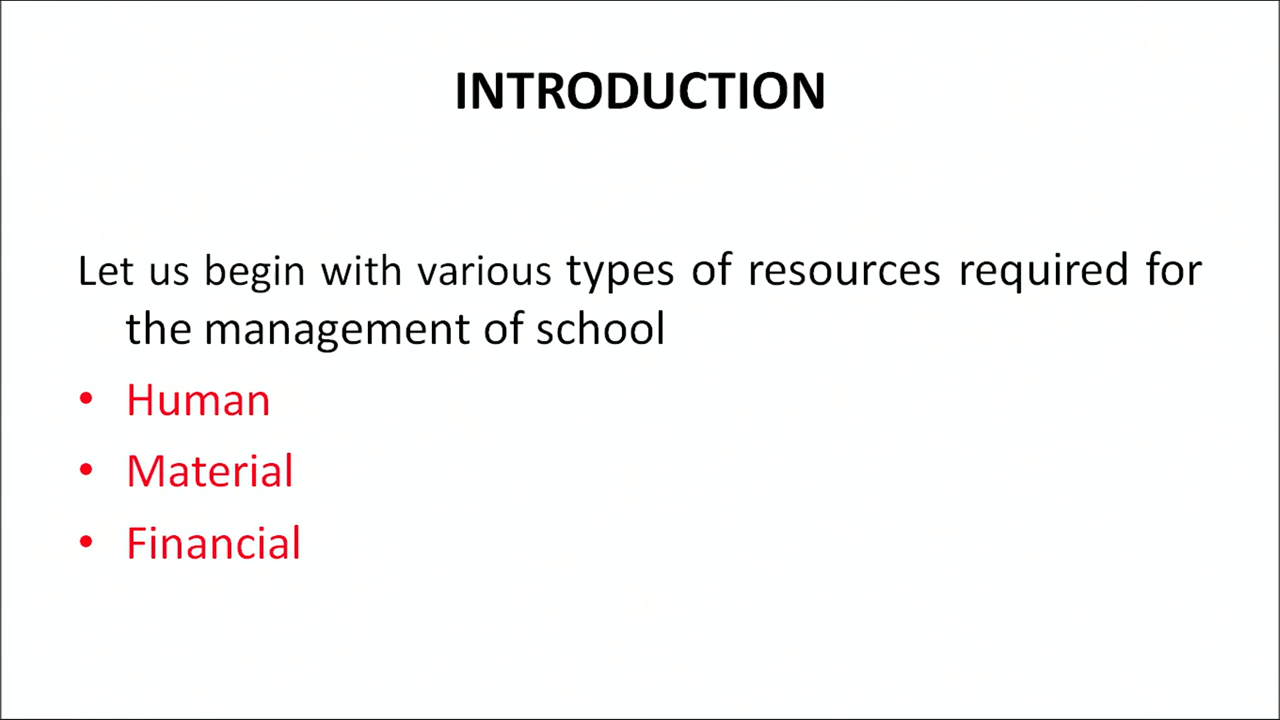 INTRODUCTION
Let us begin with various types of resources required for
the management of school
• Human
• Material
• Financial